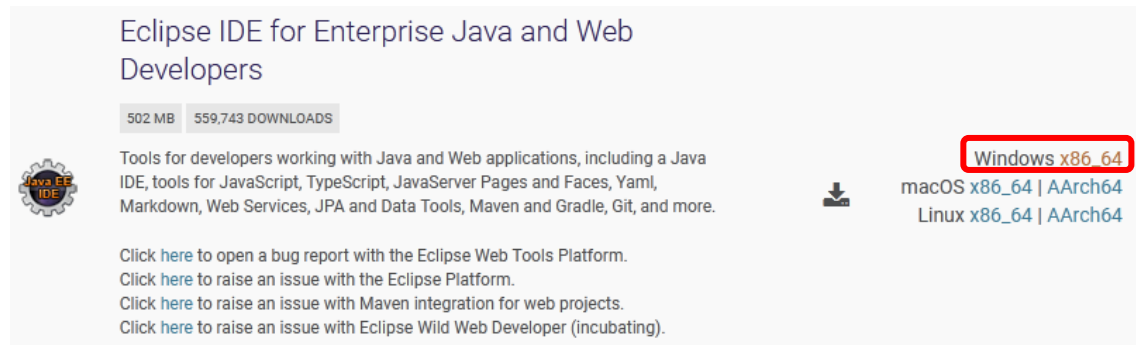 Eclipse IDE for Enterprise Java and Web
Developers
502 MB 559,743 DOWNLOADS
Java EE
IDE
Tools for developers working with Java and Web applications, including a Java
IDE, tools for JavaScript, TypeScript, JavaServer Pages and Faces, Yaml,
Markdown, Web Services, JPA and Data Tools, Maven and Gradle, Git, and more.
Windows x86_64
macOS x86_64 | AArch64
Linux x86_64 | AArch64
Click here to open a bug report with the Eclipse Web Tools Platform.
Click here to raise an issue with the Eclipse Platform.
Click here to raise an issue with Maven integration for web projects.
Click here to raise an issue with Eclipse Wild Web Developer (incubating).